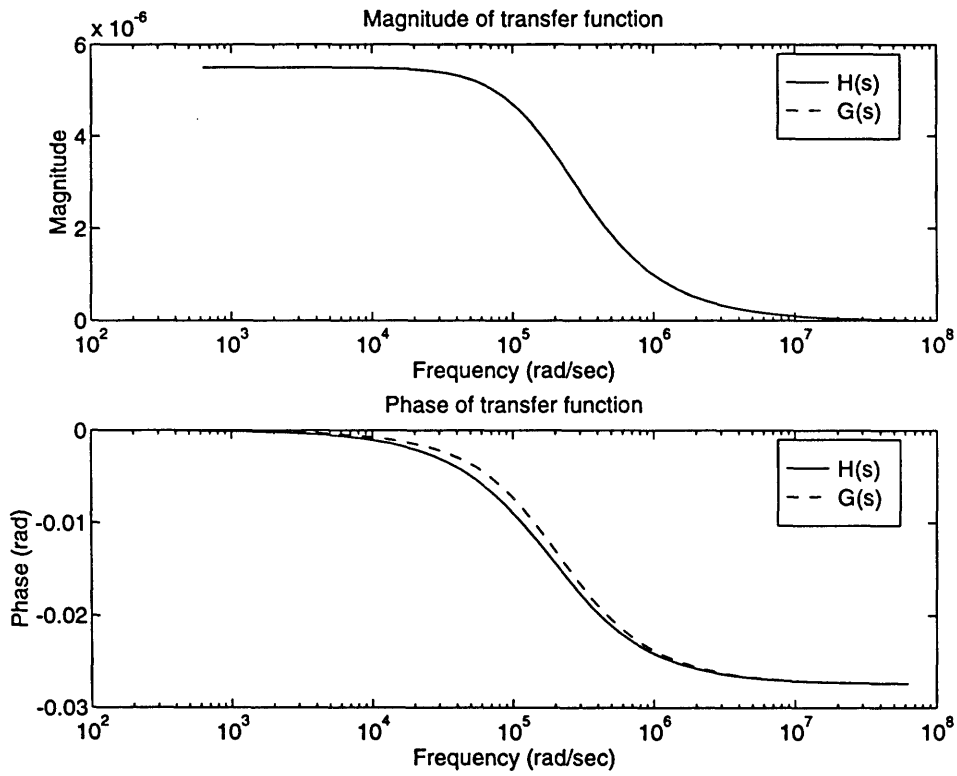 Magnitude of transfer function
x 10^-6
6
4
2
0
Magnitude
H(s)
G(s)
10^2 10^3 10^4 10^5 10^6 10^7 10^8
Frequency (rad/sec)
Phase of transfer function
0
-0.01
-0.02
-0.03
Phase (rad)
H(s)
G(s)
10^2 10^3 10^4 10^5 10^6 10^7 10^8
Frequency (rad/sec)